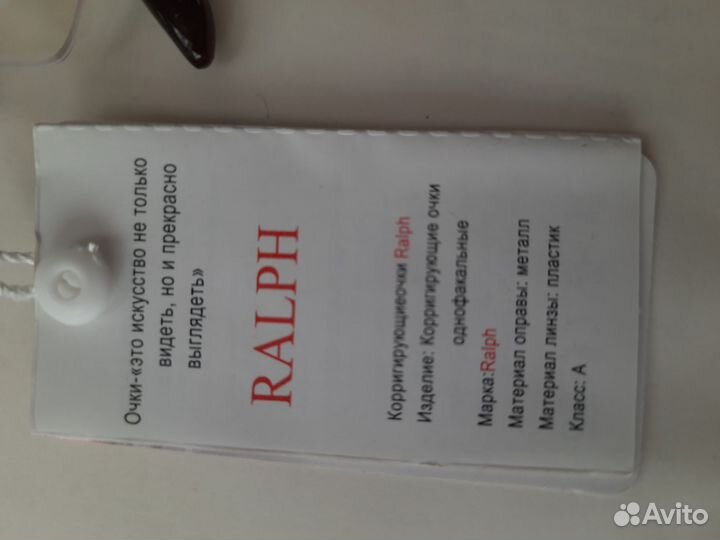 Очки-«это искусство не только
видеть, но и прекрасно
выглядеть»
RALPH
Корригирующиеочки Ralph
Изделие: Корригирующие очки
однофакальные
Марка:Ralph
Материал оправы: металл
Материал линзы: пластик
Класс: А
Avito